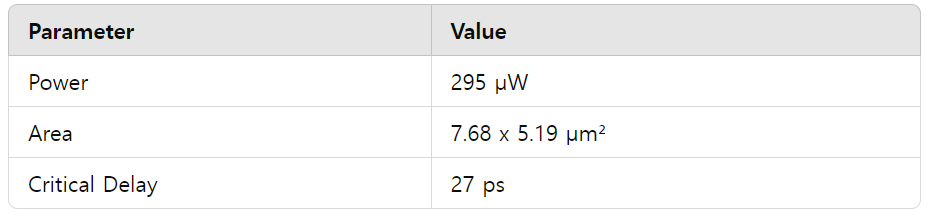 Parameter Value
Power 295 μW
Area 7.68 x 5.19 μm²
Critical Delay 27 ps